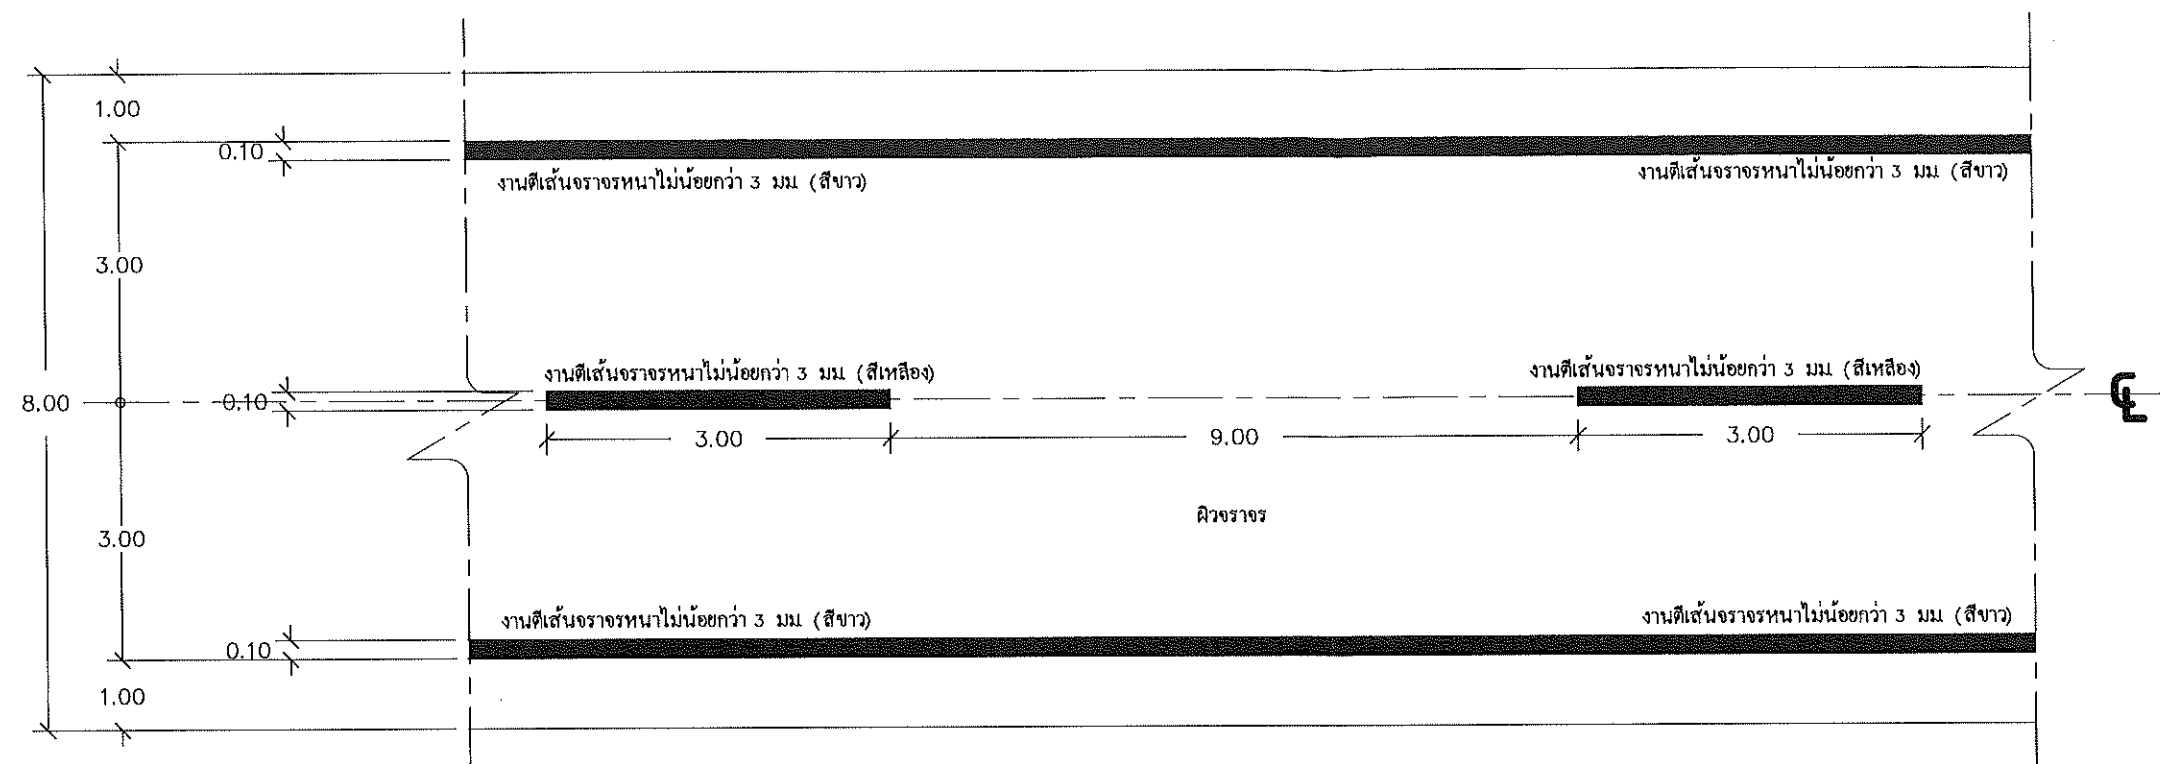 1.00
0.10
งานตีเส้นจราจรหนาไม่น้อยกว่า 3 มม. (สีขาว)
งานตีเส้นจราจรหนาไม่น้อยกว่า 3 มม. (สีขาว)
3.00
งานตีเส้นจราจรหนาไม่น้อยกว่า 3 มม. (สีเหลือง)
งานตีเส้นจราจรหนาไม่น้อยกว่า 3 มม. (สีเหลือง)
8.00
0.10
CL
3.00
9.00
3.00
ผิวจราจร
3.00
งานตีเส้นจราจรหนาไม่น้อยกว่า 3 มม. (สีขาว)
งานตีเส้นจราจรหนาไม่น้อยกว่า 3 มม. (สีขาว)
0.10
1.00